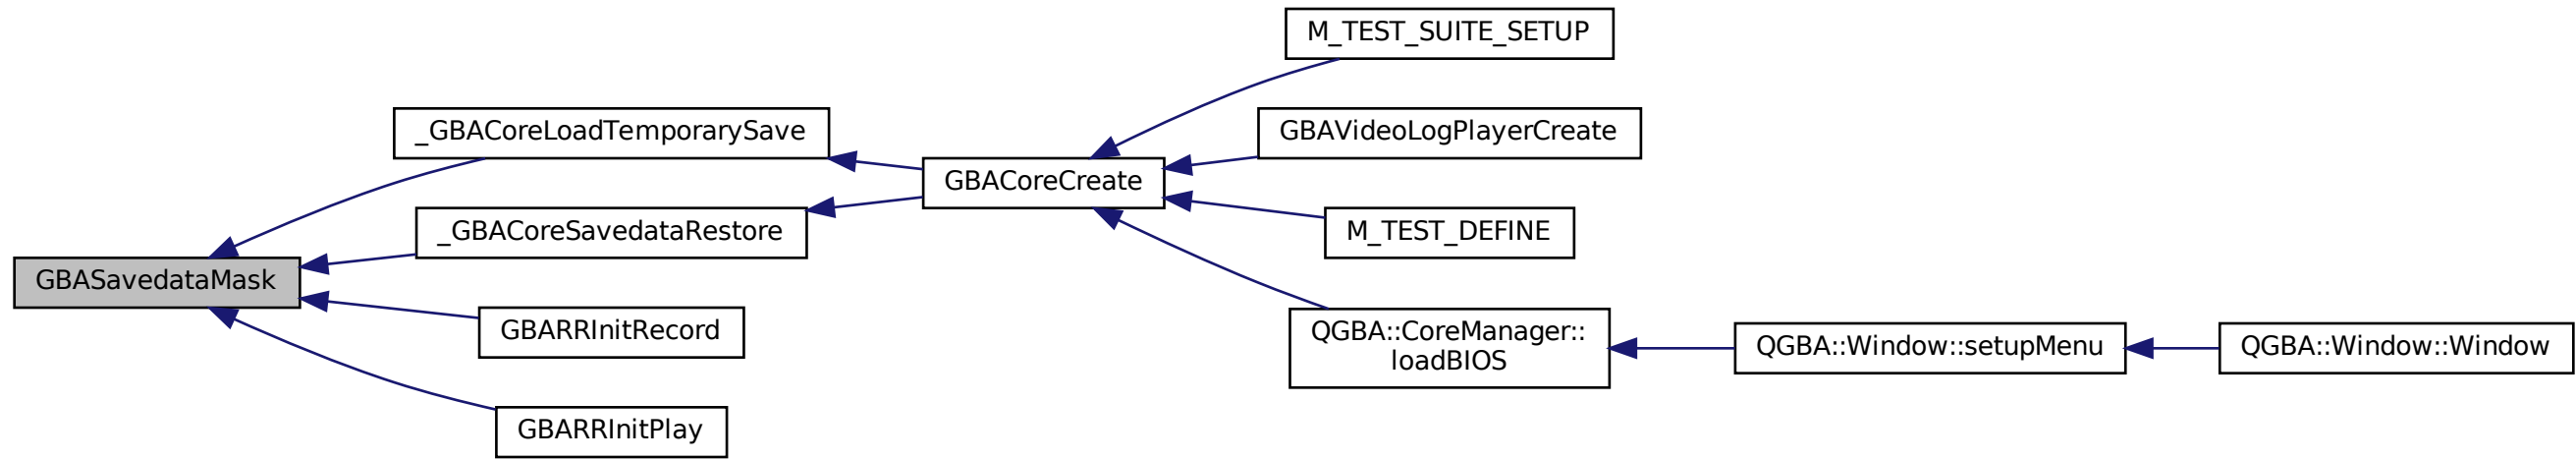 M_TEST_SUITE_SETUP
_GBACoreLoadTemporarySave
GBAVideoLogPlayerCreate
GBACoreCreate
_GBACoreSavedataRestore
M_TEST_DEFINE
GBASavedataMask
GBARRInitRecord
QGBA::CoreManager::
loadBIOS
QGBA::Window::setupMenu
QGBA::Window::Window
GBARRInitPlay